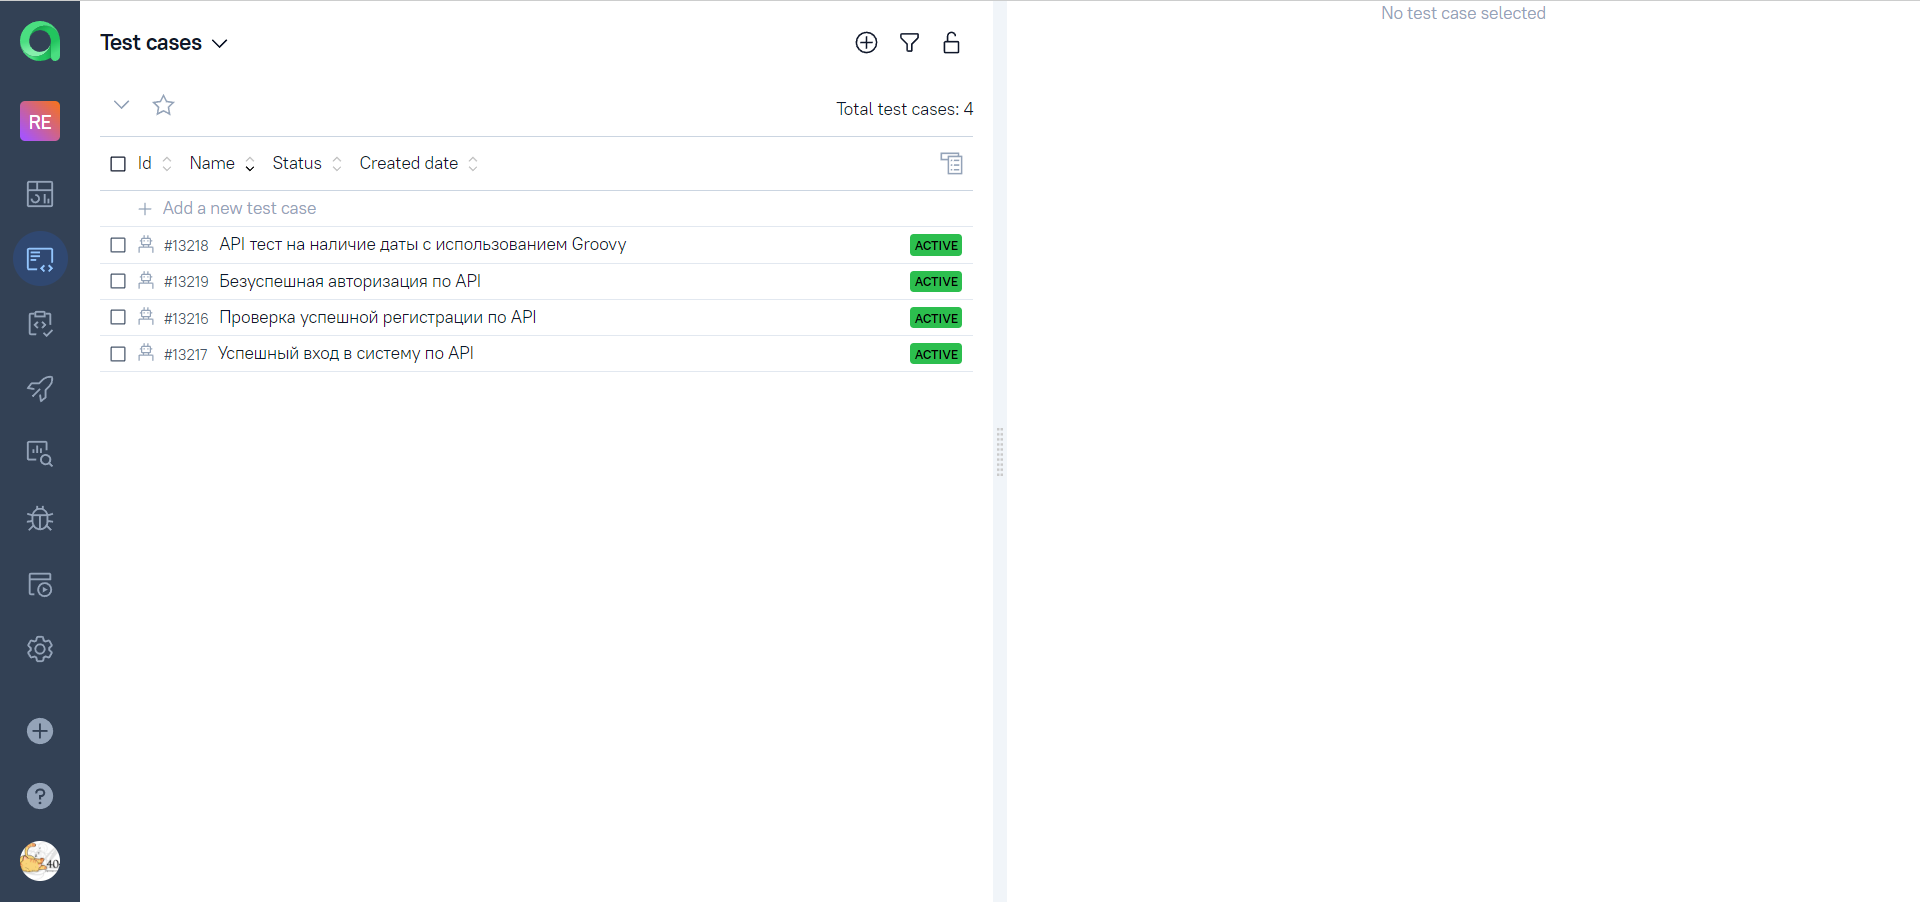 No test case selected
Test cases
RE
Total test cases: 4
Id Name Status Created date
Add a new test case
#13218 API тест на наличие даты с использованием Groovy ACTIVE
#13219 Безуспешная авторизация по API ACTIVE
#13216 Проверка успешной регистрации по API ACTIVE
#13217 Успешный вход в систему по API ACTIVE
40